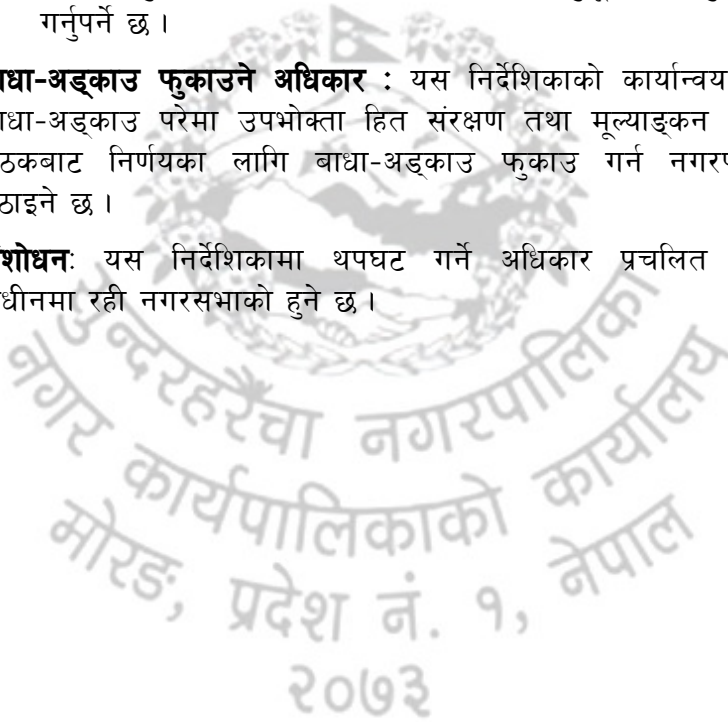 गर्नुपर्ने छ ।
ाधा-अड्काउ फुकाउने अधिकार : यस निर्देशिकाको कार्यान्वय
ाधा-अड्काउ परेमा उपभोक्ता हित संरक्षण तथा मूल्याङ्कन
ठकबाट निर्णयका लागि बाधा-अड्काउ फुकाउ गर्न नगरप
ठाइने छ ।
ंशोधनः यस निर्देशिकामा थपघट गर्ने अधिकार प्रचलित
धीनमा रही नगरसभाको हुने छ ।
सुन्दरहरैंचा नगरपालिका
नगर कार्यपालिकाको कार्यालय
मोरङ, प्रदेश नं. १, नेपाल
२०७३